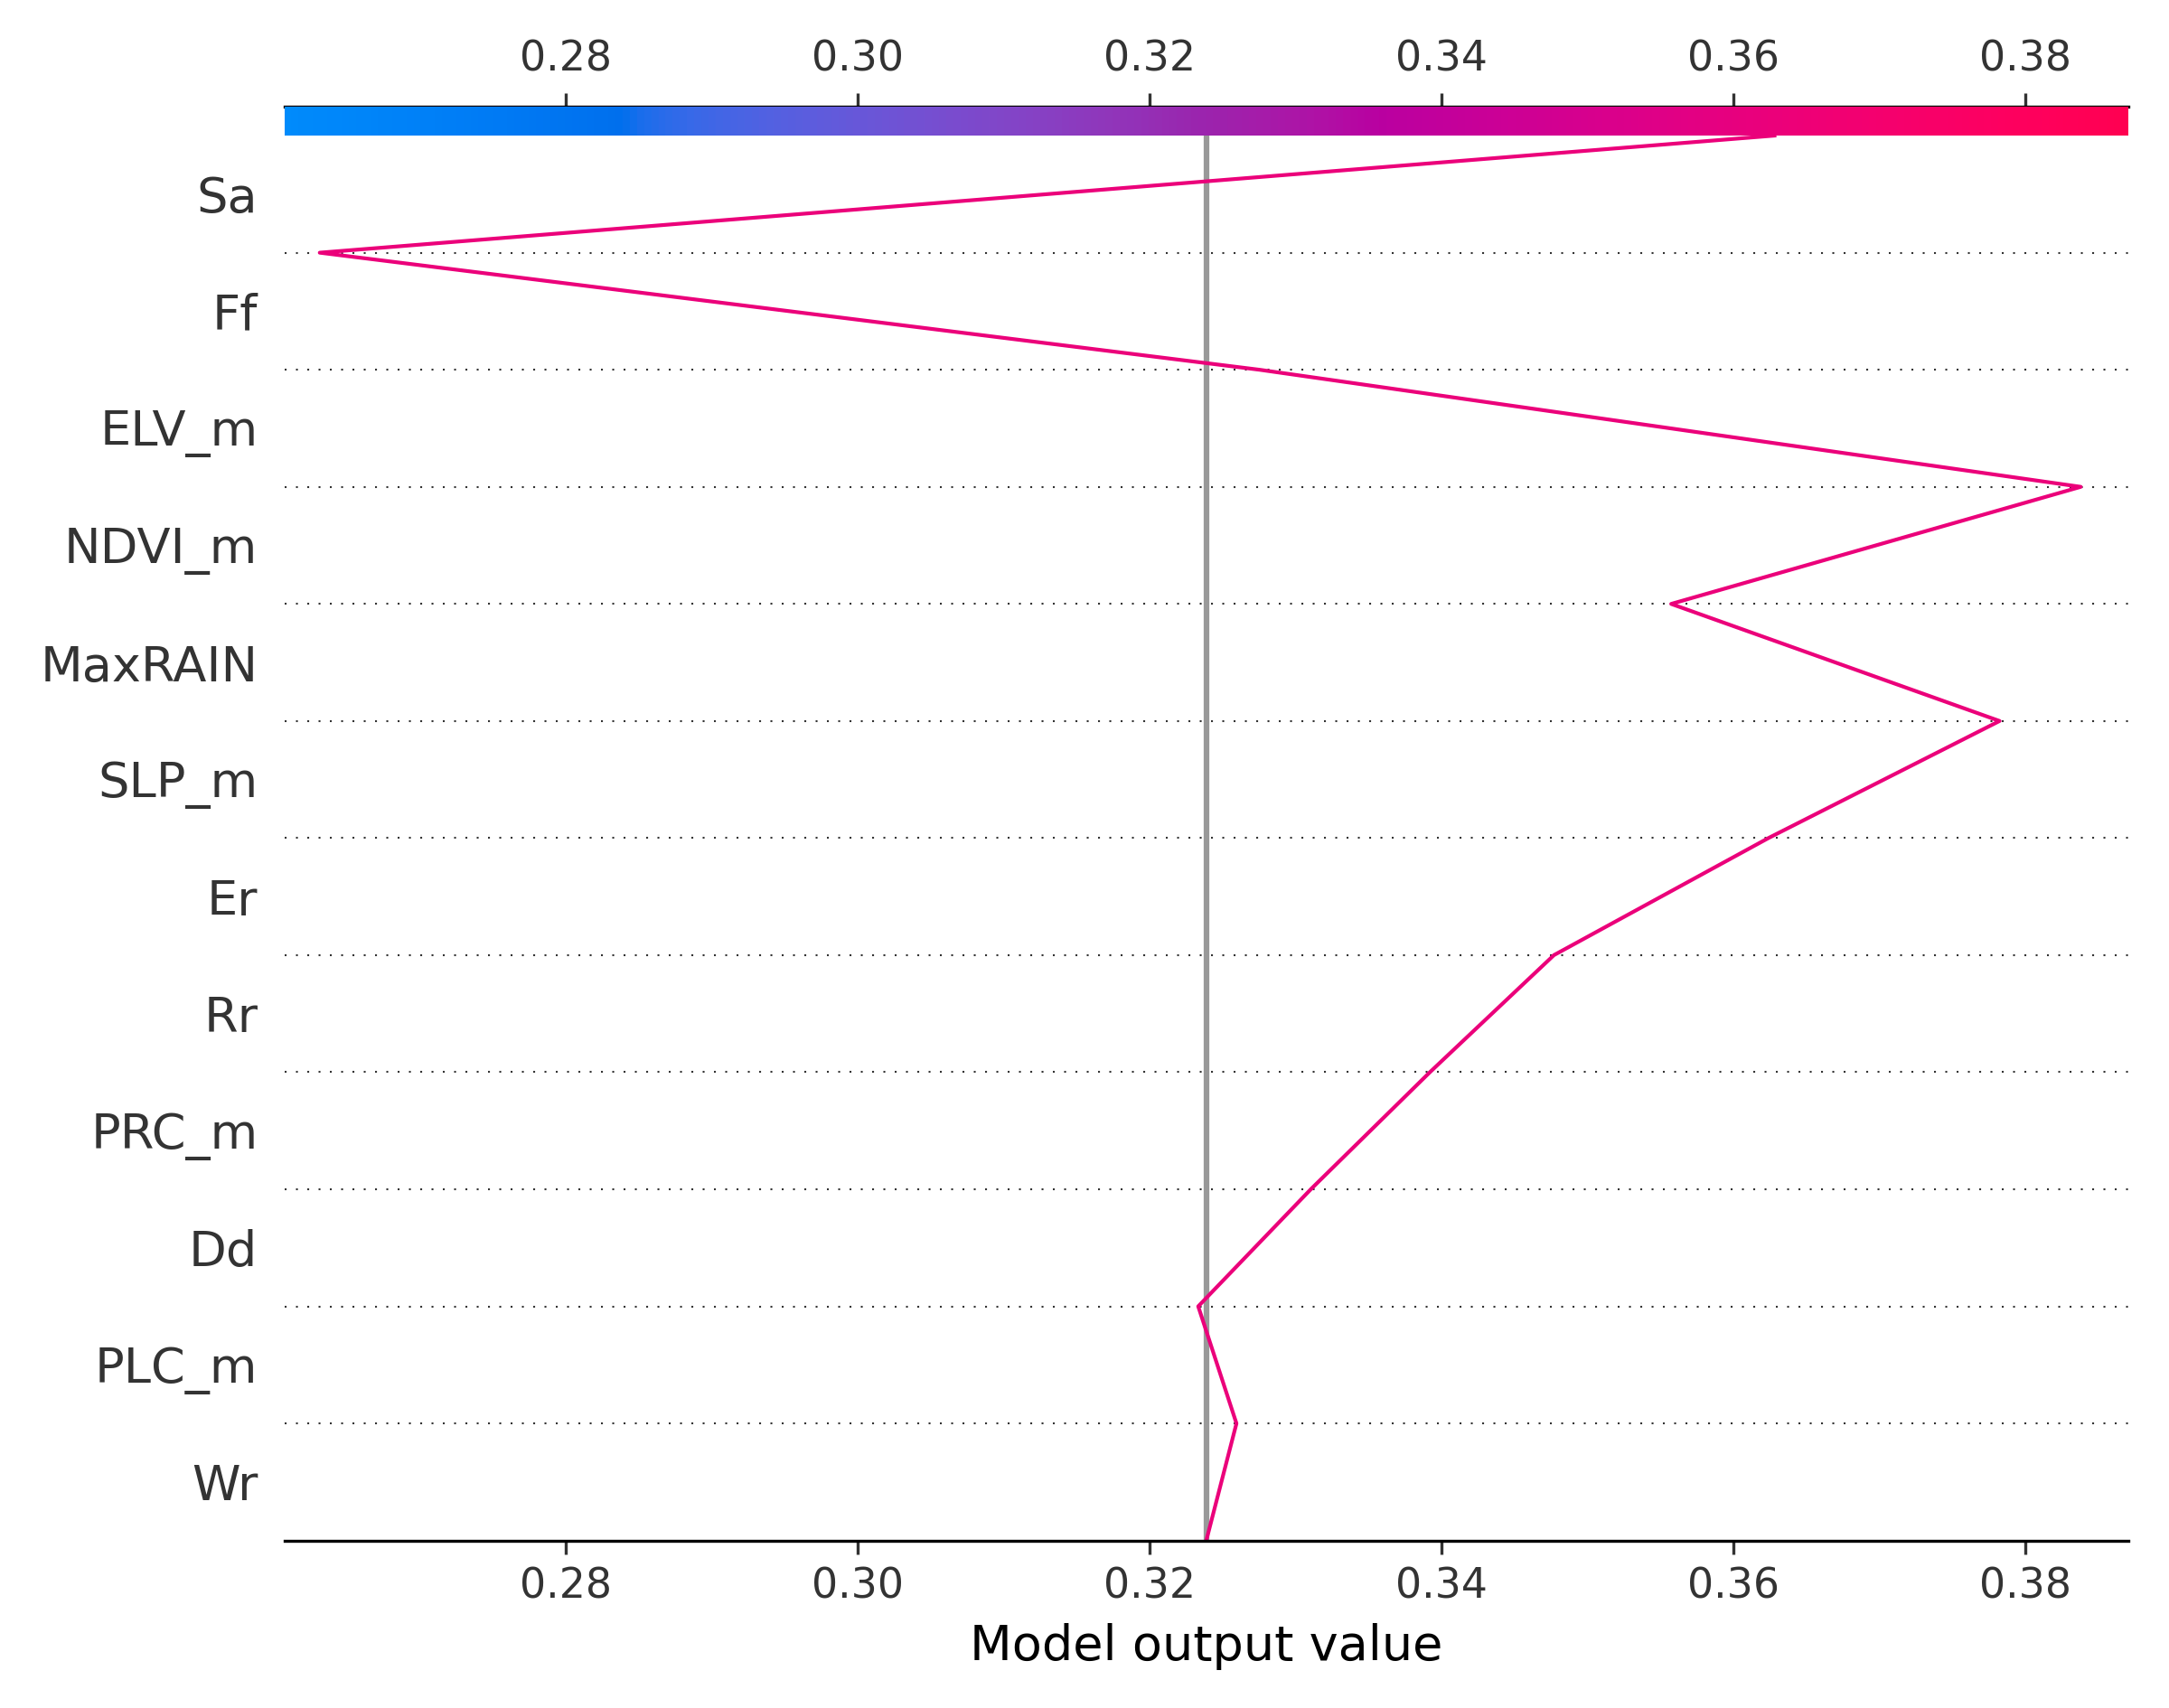 0.28 0.30 0.32 0.34 0.36 0.38
Sa
Ff
ELV_m
NDVI_m
MaxRAIN
SLP_m
Er
Rr
PRC_m
Dd
PLC_m
Wr
0.28 0.30 0.32 0.34 0.36 0.38
Model output value